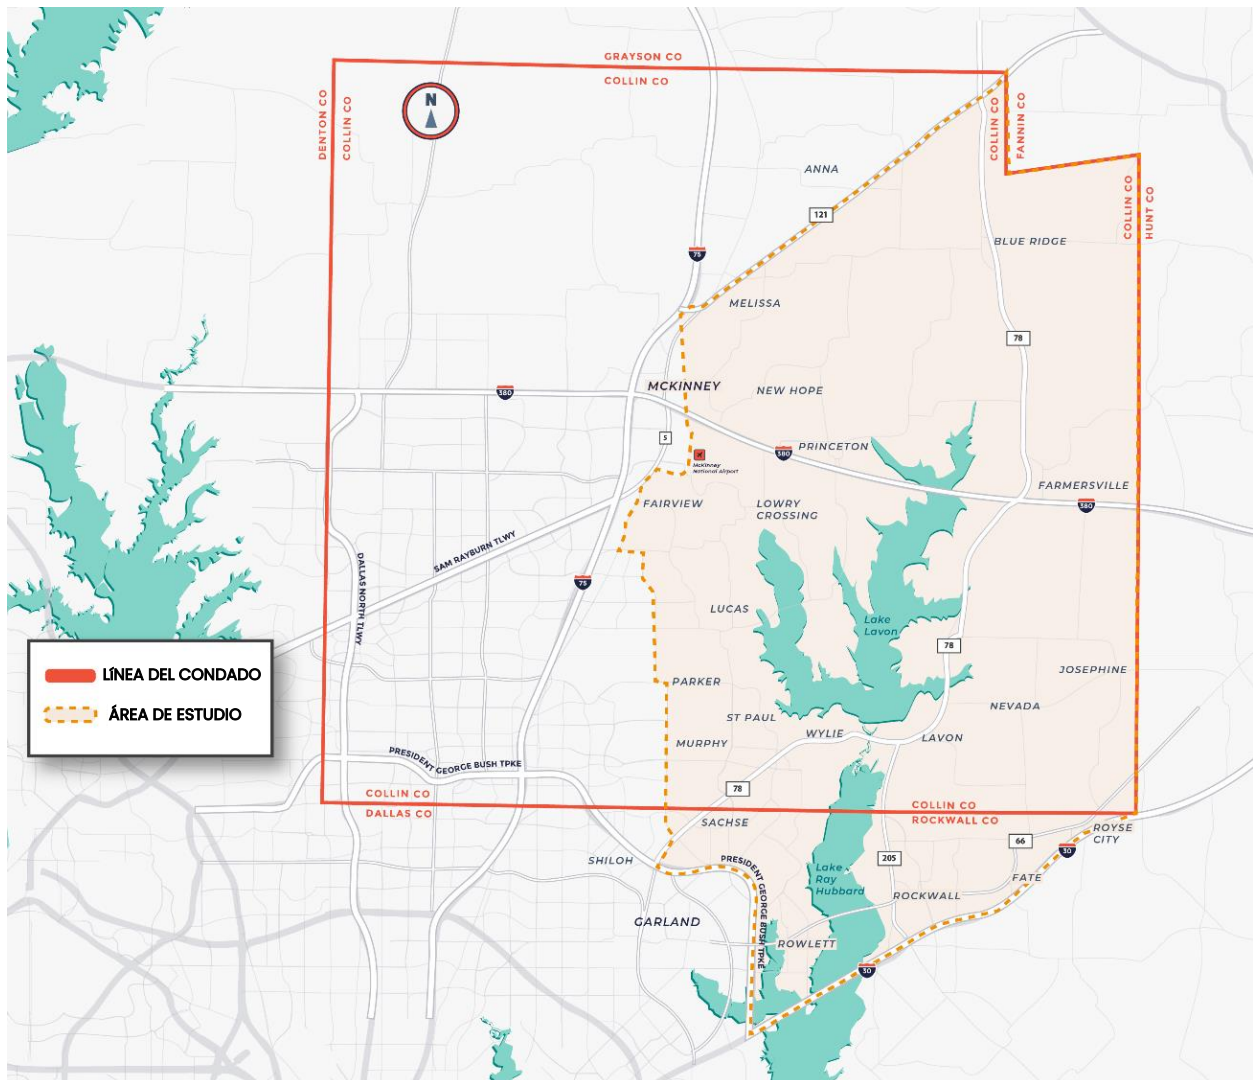 GRAYSON CO
COLLIN CO
DENTON CO
COLLIN CO
N
COLLIN CO
FANNIN CO
ANNA
COLLIN CO
HUNT CO
121
BLUE RIDGE
75
MELISSA
78
MCKINNEY
380
NEW HOPE
5
PRINCETON
380
McKinney
National Airport
FARMERSVILLE
380
FAIRVIEW
LOWRY
CROSSING
SAM RAYBURN TLWY
75
DALLAS NORTH TLWY
LUCAS
Lake
Lavon
78
LÍNEA DEL CONDADO
ÁREA DE ESTUDIO
JOSEPHINE
PARKER
NEVADA
ST PAUL
WYLIE
LAVON
MURPHY
PRESIDENT GEORGE BUSH TPKE
78
COLLIN CO
DALLAS CO
COLLIN CO
ROCKWALL CO
SACHSE
ROYSE
CITY
66
30
SHILOH
205
PRESIDENT GEORGE BUSH TPKE
Lake
Ray
Hubbard
FATE
ROCKWALL
GARLAND
ROWLETT
30